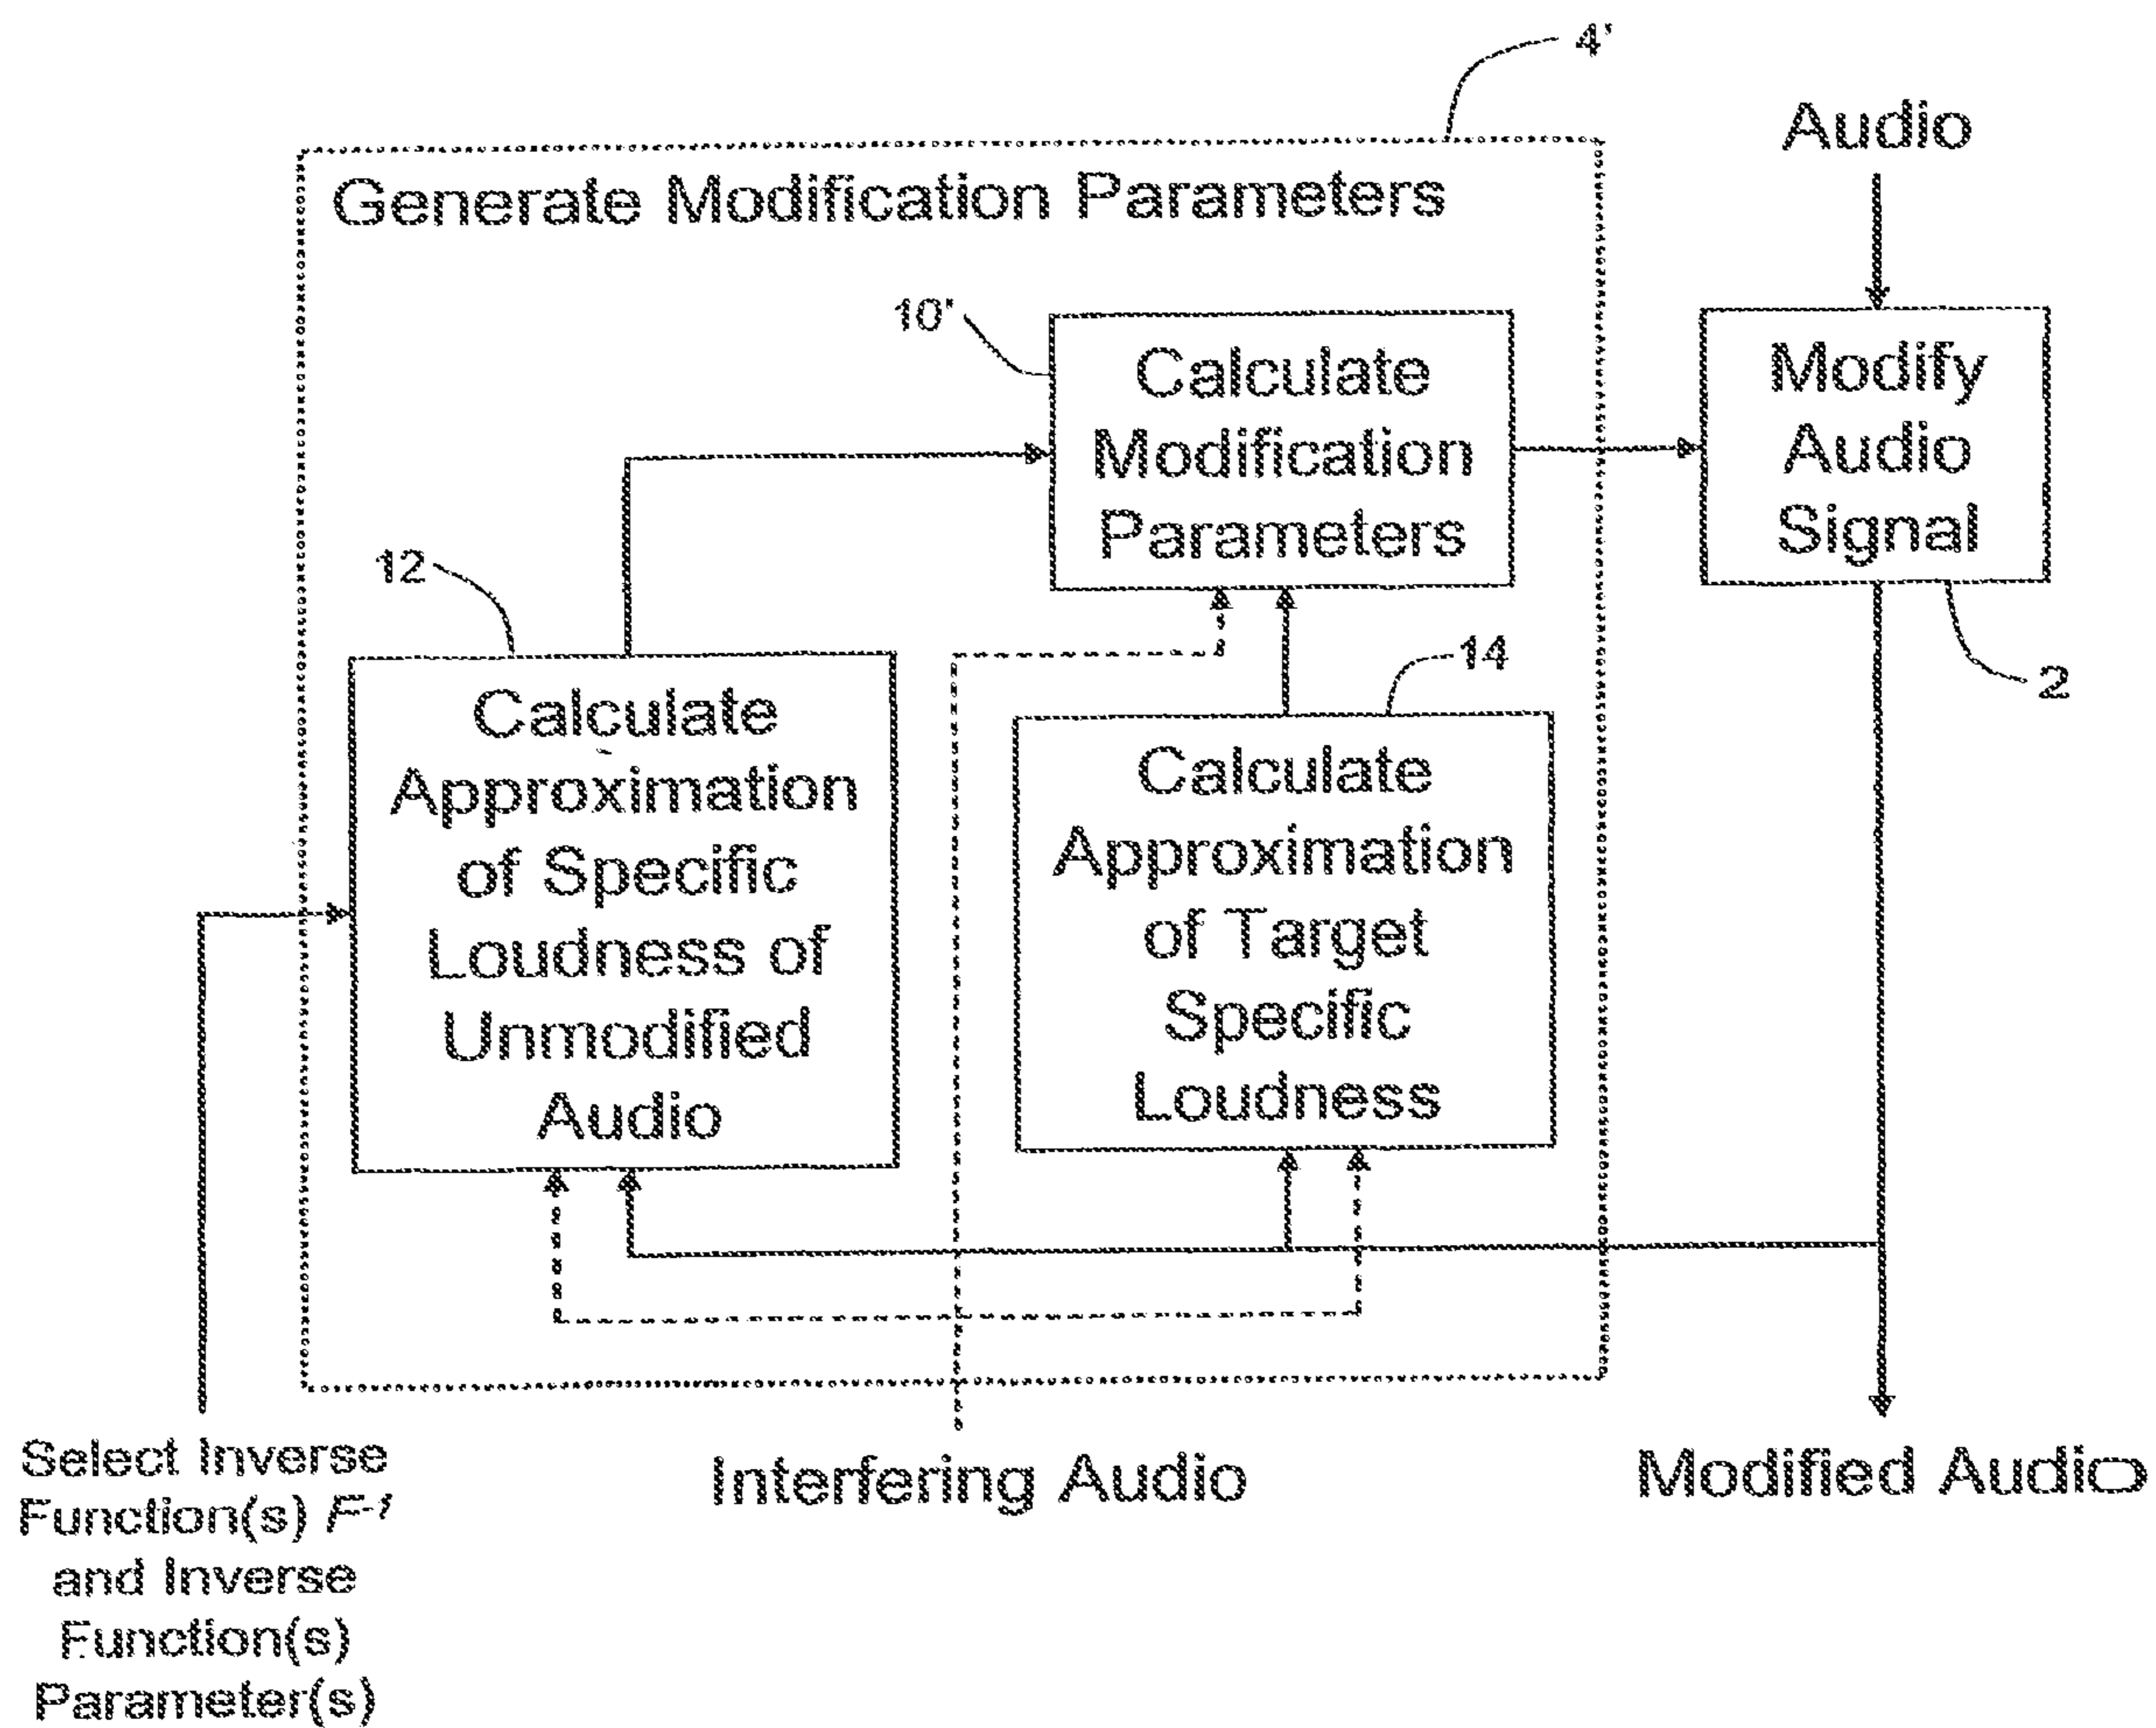 4'
Audio
Generate Modification Parameters
10'
Calculate
Modification
Parameters
Modify
Audio
Signal
12
14
2
Calculate
Approximation
of Specific
Loudness of
Unmodified
Audio
Calculate
Approximation
of Target
Specific
Loudness
Select Inverse
Function(s) F-1
and Inverse
Function(s)
Parameter(s)
Interfering Audio
Modified Audio